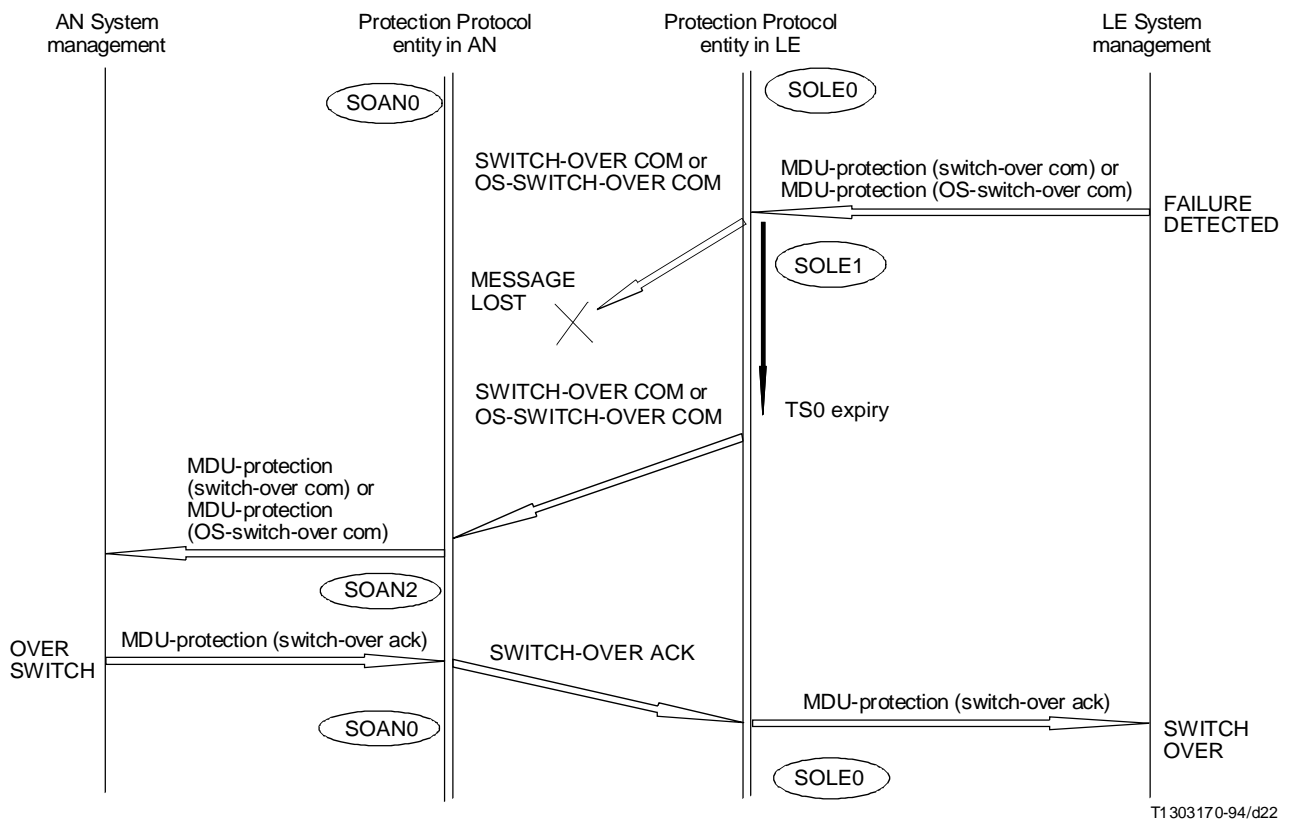 AN System
management
Protection Protocol
entity in AN
Protection Protocol
entity in LE
LE System
management
SOAN0
SOLE0
SWITCH-OVER COM or
OS-SWITCH-OVER COM
MDU-protection (switch-over com) or
MDU-protection (OS-switch-over com)
FAILURE
DETECTED
SOLE1
MESSAGE
LOST
SWITCH-OVER COM or
OS-SWITCH-OVER COM
TS0 expiry
MDU-protection
(switch-over com) or
MDU-protection
(OS-switch-over com)
SOAN2
OVER
SWITCH
MDU-protection (switch-over ack)
SWITCH-OVER ACK
MDU-protection (switch-over ack)
SOAN0
SWITCH
OVER
SOLE0
T1303170-94/d22